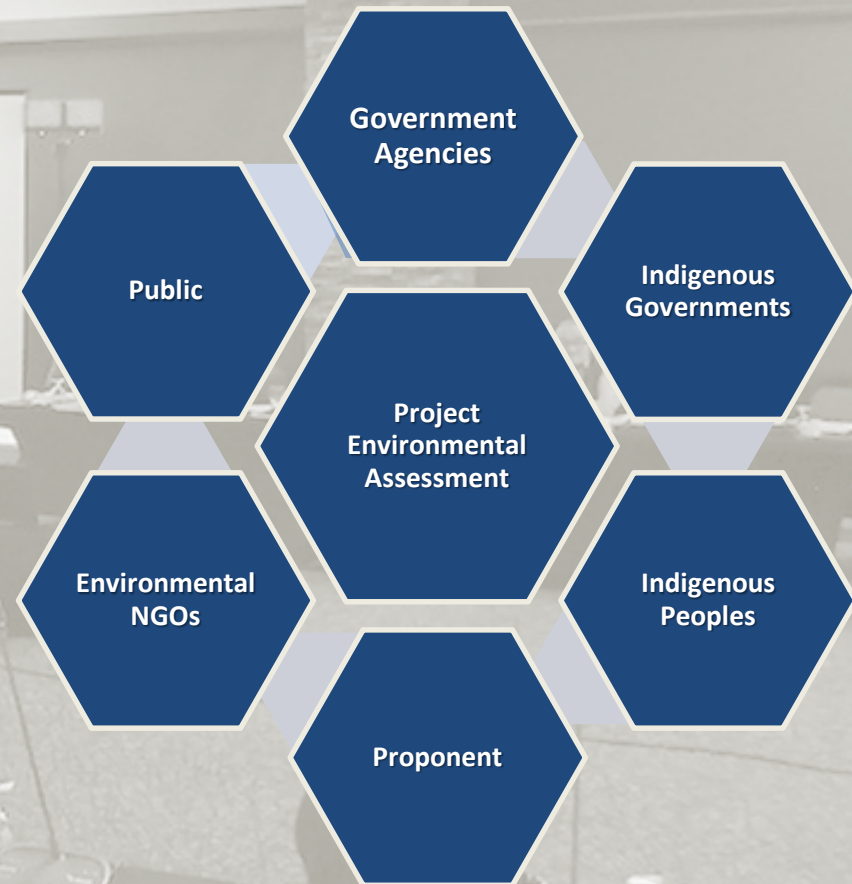 Government
Agencies
Public
Indigenous
Governments
Project
Environmental
Assessment
Environmental
NGOs
Indigenous
Peoples
Proponent